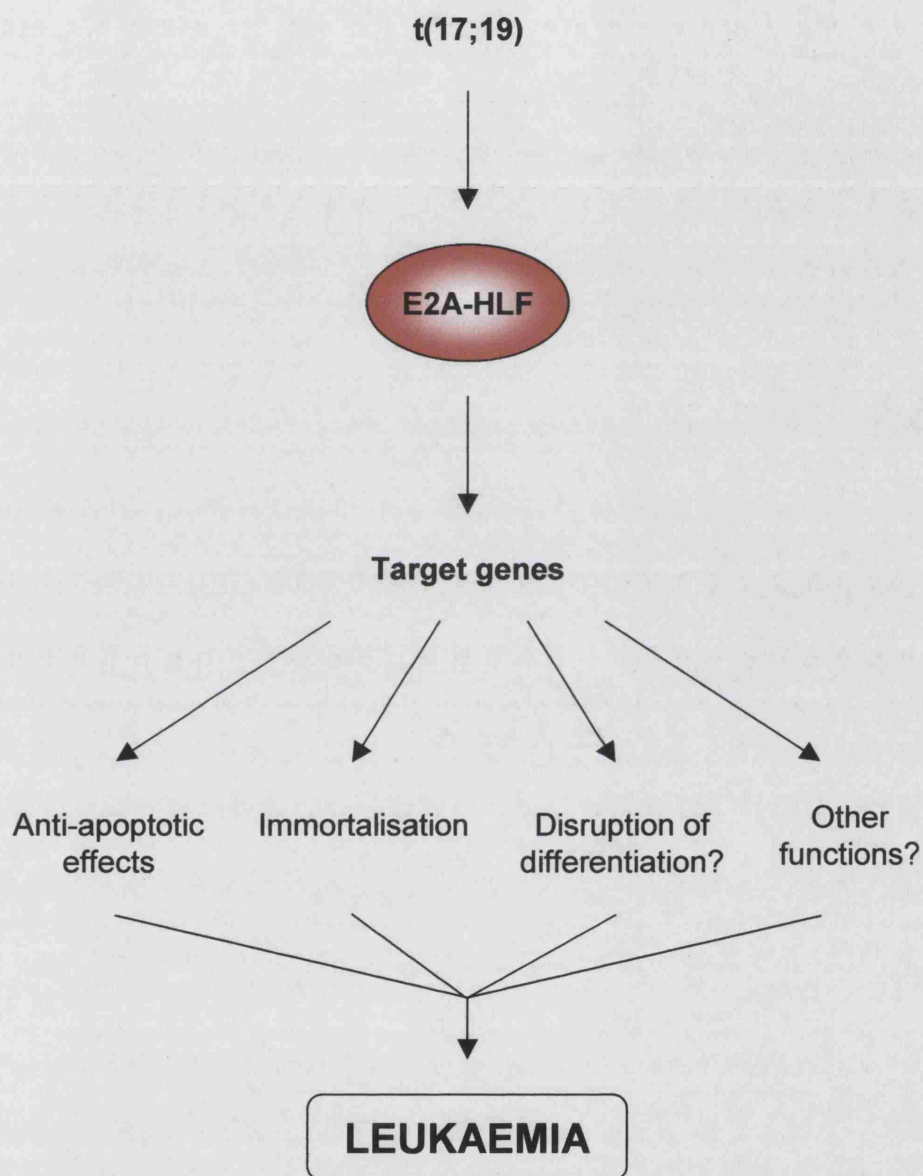 t(17;19)
E2A-HLF
Target genes
Anti-apoptotic
effects
Immortalisation
Disruption of
differentiation?
Other
functions?
LEUKAEMIA